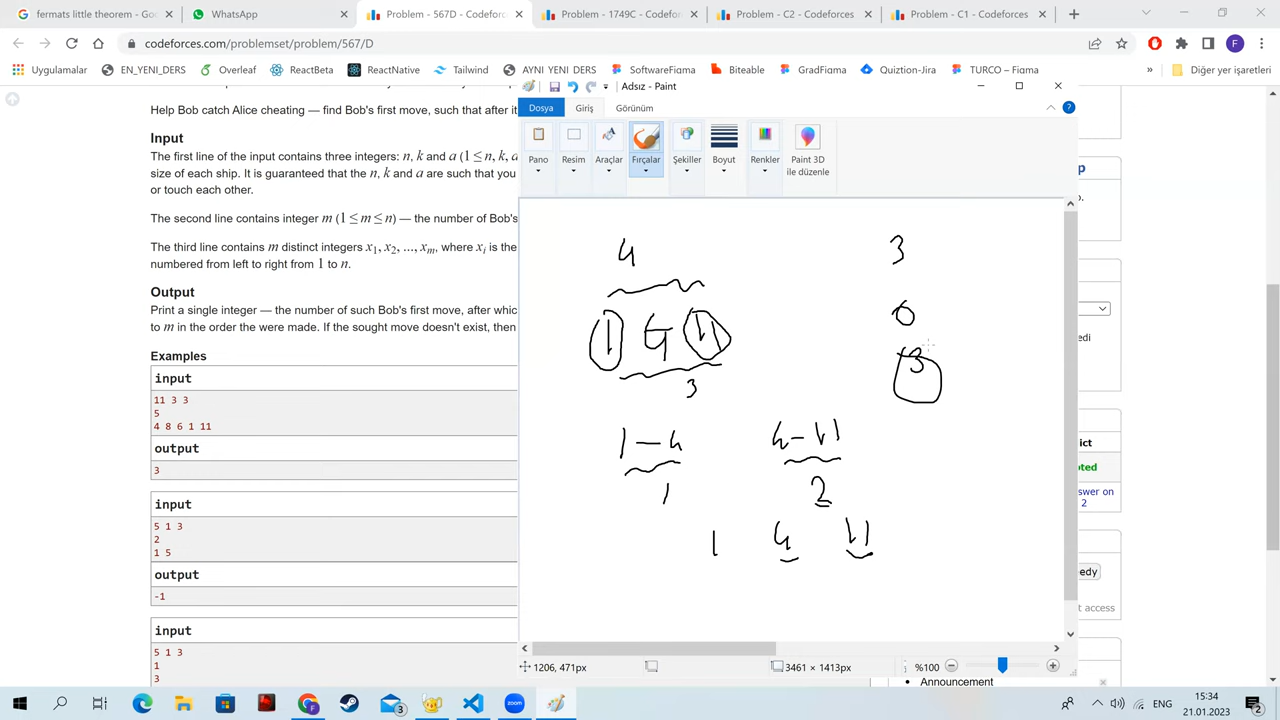 fermats little theorem - Go
WhatsApp
Problem - 567D - Codeforces
Problem - 1749C - Codeforces
Problem - C2 - Codeforces
Problem - C1 - Codeforces
codeforces.com/problemset/problem/567/D
Uygulamalar
EN_YENI_DERS
Overleaf
ReactBeta
ReactNative
Tailwind
AYNI YENI DERS
SoftwareFigma
Biteable
GradFigma
Quiztion-Jira
TURCO – Figma
Diğer yer işaretleri
Adsız - Paint
Dosya
Giriş
Görünüm
Pano
Resim
Araçlar
Fırçalar
Şekiller
Boyut
Renkler
Paint 3D
ile düzenle
Help Bob catch Alice cheating — find Bob's first move, such that after it
Input
The first line of the input contains three integers: n, k and a (1 ≤ n, k, a
size of each ship. It is guaranteed that the n, k and a are such that you
or touch each other.
The second line contains integer m (1 ≤ m ≤ n) — the number of Bob's
The third line contains m distinct integers x1, x2, ..., xm, where xi is the
numbered from left to right from 1 to n.
Output
Print a single integer — the number of such Bob's first move, after which
to m in the order the were made. If the sought move doesn't exist, then
Examples
input
11 3 3
5
4 8 6 1 11
output
3
input
5 1 3
2
1 5
output
-1
input
5 1 3
1
3
4 3
1 4 11 0
3 3
1 – 4 4 – 11
1 2
1 4 11
1206, 471px
3461 × 1413px
%100
Announcement
ENG
15:34
21.01.2023